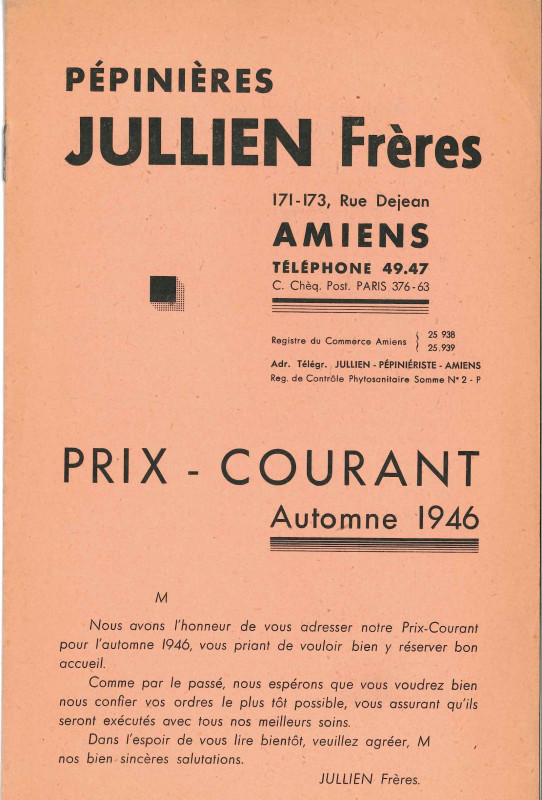 PÉPINIÈRES
JULLIEN Frères
171-173, Rue Dejean
AMIENS
TÉLÉPHONE 49.47
C. Chèq. Post. PARIS 376-63
Registre du Commerce Amiens { 25 938
25.939
Adr. Télégr. JULLIEN - PÉPINIÉRISTE - AMIENS
Reg. de Contrôle Phytosanitaire Somme N° 2 - P
PRIX - COURANT
Automne 1946
M
Nous avons l'honneur de vous adresser notre Prix-Courant
pour l'automne 1946, vous priant de vouloir bien y réserver bon
accueil.
Comme par le passé, nous espérons que vous voudrez bien
nous confier vos ordres le plus tôt possible, vous assurant qu'ils
seront exécutés avec tous nos meilleurs soins.
Dans l'espoir de vous lire bientôt, veuillez agréer, M
nos bien sincères salutations.
JULLIEN Frères.